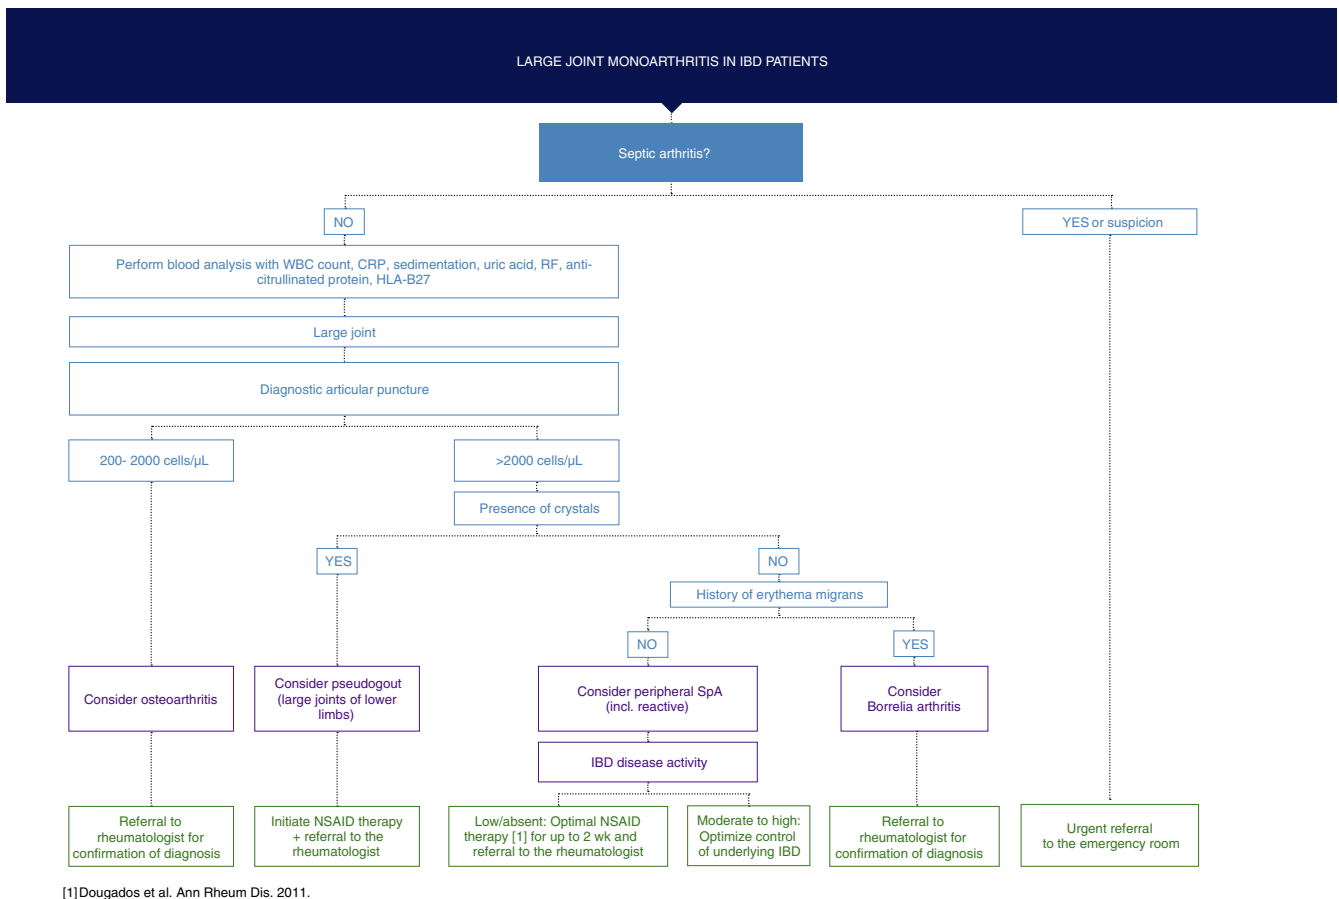 LARGE JOINT MONOARTHRITIS IN IBD PATIENTS
Septic arthritis?
NO
YES or suspicion
Perform blood analysis with WBC count, CRP, sedimentation, uric acid, RF, anti-
citrullinated protein, HLA-B27
Large joint
Diagnostic articular puncture
200- 2000 cells/µL
>2000 cells/µL
Presence of crystals
YES
NO
History of erythema migrans
NO
YES
Consider osteoarthritis
Consider pseudogout
(large joints of lower
limbs)
Consider peripheral SpA
(incl. reactive)
Consider
Borrelia arthritis
IBD disease activity
Referral to
rheumatologist for
confirmation of diagnosis
Initiate NSAID therapy
+ referral to the
rheumatologist
Low/absent: Optimal NSAID
therapy [1] for up to 2 wk and
referral to the rheumatologist
Moderate to high:
Optimize control
of underlying IBD
Referral to
rheumatologist for
confirmation of diagnosis
Urgent referral
to the emergency room
[1]Dougados et al. Ann Rheum Dis. 2011.